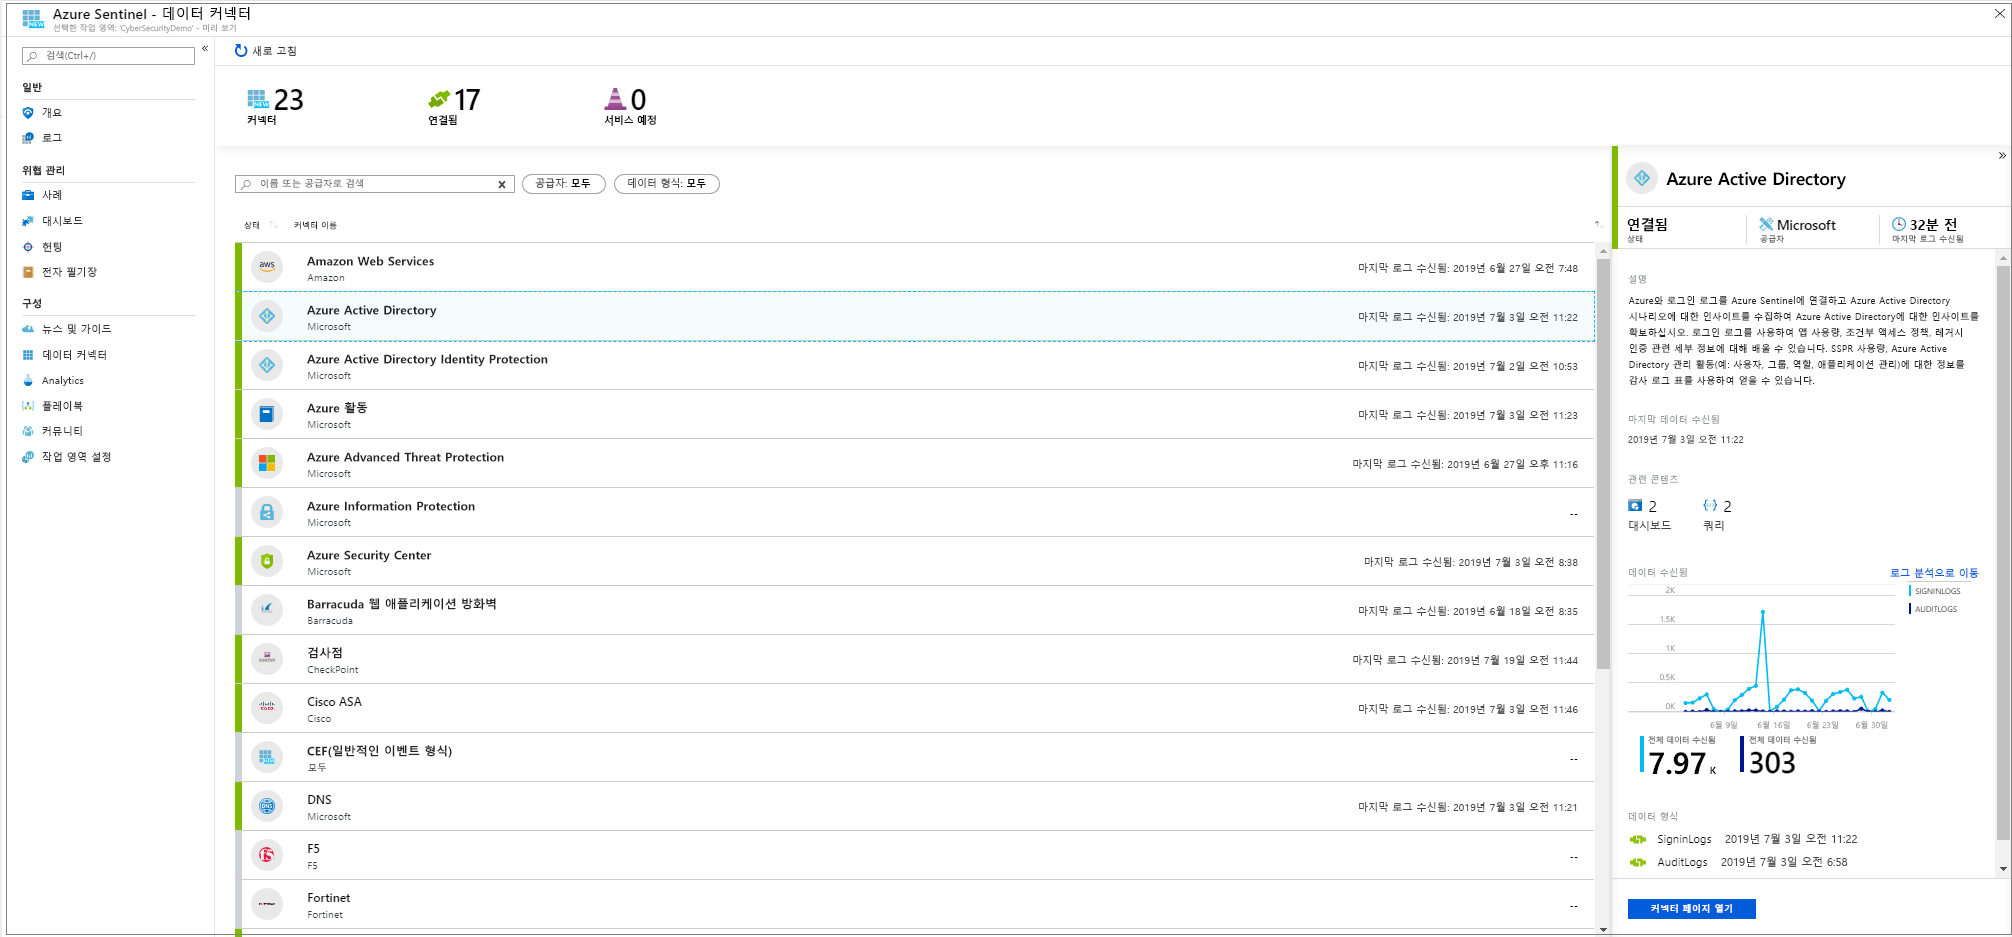 Azure Sentinel - 데이터 커넥터
선택한 작업 영역: 'CyberSecurityDemo' - 미리 보기
검색(Ctrl+/)
«
새로 고침
일반
개요
로그
위협 관리
사례
대시보드
헌팅
전자 필기장
구성
뉴스 및 가이드
데이터 커넥터
Analytics
플레이북
커뮤니티
작업 영역 설정
NEW 23
커넥터
17
연결됨
0
서비스 예정
이름 또는 공급자로 검색
공급자: 모두
데이터 형식: 모두
상태 커넥터 이름
aws
Amazon Web Services
Amazon
마지막 로그 수신됨: 2019년 6월 27일 오전 7:48
Azure Active Directory
Microsoft
마지막 로그 수신됨: 2019년 7월 3일 오전 11:22
Azure Active Directory Identity Protection
Microsoft
마지막 로그 수신됨: 2019년 7월 2일 오전 10:53
Azure 활동
Microsoft
마지막 로그 수신됨: 2019년 7월 3일 오전 11:23
Azure Advanced Threat Protection
Microsoft
마지막 로그 수신됨: 2019년 6월 27일 오후 11:16
Azure Information Protection
Microsoft
--
Azure Security Center
Microsoft
마지막 로그 수신됨: 2019년 7월 3일 오전 8:38
Barracuda 웹 애플리케이션 방화벽
Barracuda
마지막 로그 수신됨: 2019년 6월 18일 오전 8:35
검사점
CheckPoint
마지막 로그 수신됨: 2019년 7월 19일 오전 11:44
Cisco ASA
Cisco
마지막 로그 수신됨: 2019년 7월 3일 오전 11:46
CEF(일반적인 이벤트 형식)
모두
--
DNS
DNS
Microsoft
마지막 로그 수신됨: 2019년 7월 3일 오전 11:21
F5
F5
--
Fortinet
Fortinet
--
»
Azure Active Directory
연결됨
상태
Microsoft
공급자
32분 전
마지막 로그 수신됨
설명
Azure와 로그인 로그를 Azure Sentinel에 연결하고 Azure Active Directory
시나리오에 대한 인사이트를 수집하여 Azure Active Directory에 대한 인사이트를
확보하십시오. 로그인 로그를 사용하여 앱 사용량, 조건부 액세스 정책, 레거시
인증 관련 세부 정보에 대해 배울 수 있습니다. SSPR 사용량, Azure Active
Directory 관리 활동(예: 사용자, 그룹, 역할, 애플리케이션 관리)에 대한 정보를
감사 로그 표를 사용하여 얻을 수 있습니다.
마지막 데이터 수신됨
2019년 7월 3일 오전 11:22
관련 콘텐츠
2
대시보드
2
쿼리
데이터 수신됨
로그 분석으로 이동
2K
1.5K
1K
0.5K
0K
6월 9일 6월 16일 6월 23일 6월 30일
SIGNINLOGS
AUDITLOGS
전체 데이터 수신됨
7.97 K
전체 데이터 수신됨
303
데이터 형식
SigninLogs 2019년 7월 3일 오전 11:22
AuditLogs 2019년 7월 3일 오전 6:58
커넥터 페이지 열기